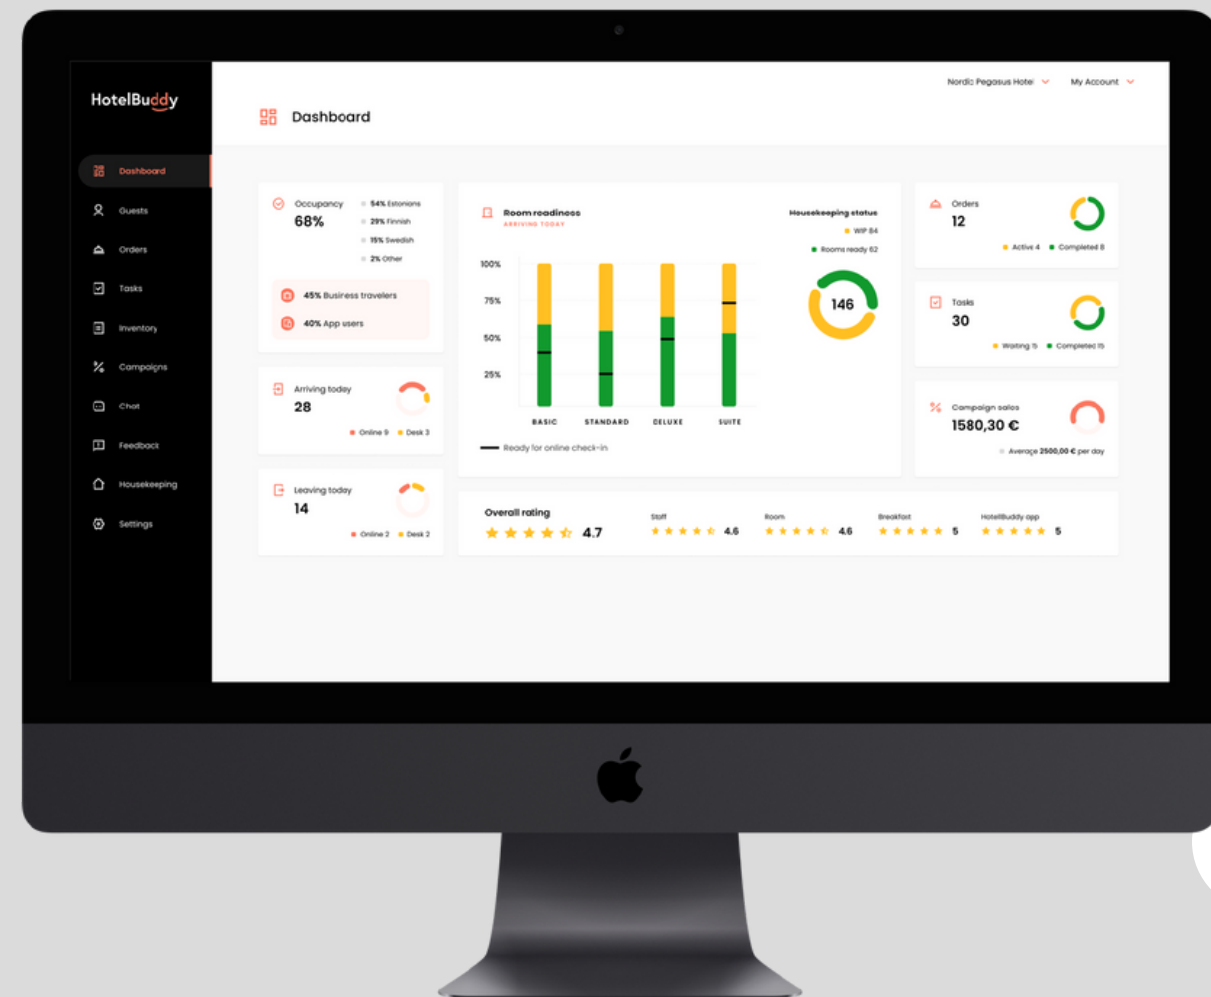 HotelBuddy
Nordic Pegasus Hotel
My Account
Dashboard
Dashboard
Guests
Orders
Tasks
Inventory
Campaigns
Chat
Feedback
Housekeeping
Settings
Occupancy
68%
54% Estonians
29% Finnish
15% Swedish
2% Other
45% Business travelers
40% App users
Arriving today
28
Online 9 Desk 3
Leaving today
14
Online 2 Desk 2
Room readiness
ARRIVING TODAY
100%
75%
50%
25%
BASIC STANDARD DELUXE SUITE
Ready for online check-in
Housekeeping status
WIP 84
Rooms ready 62
146
Orders
12
Active 4 Completed 8
Tasks
30
Waiting 15 Completed 15
Campaign sales
1580,30 €
Average 2500,00 € per day
Overall rating
4.7
Staff
4.6
Room
4.6
Breakfast
5
HotelBuddy app
5